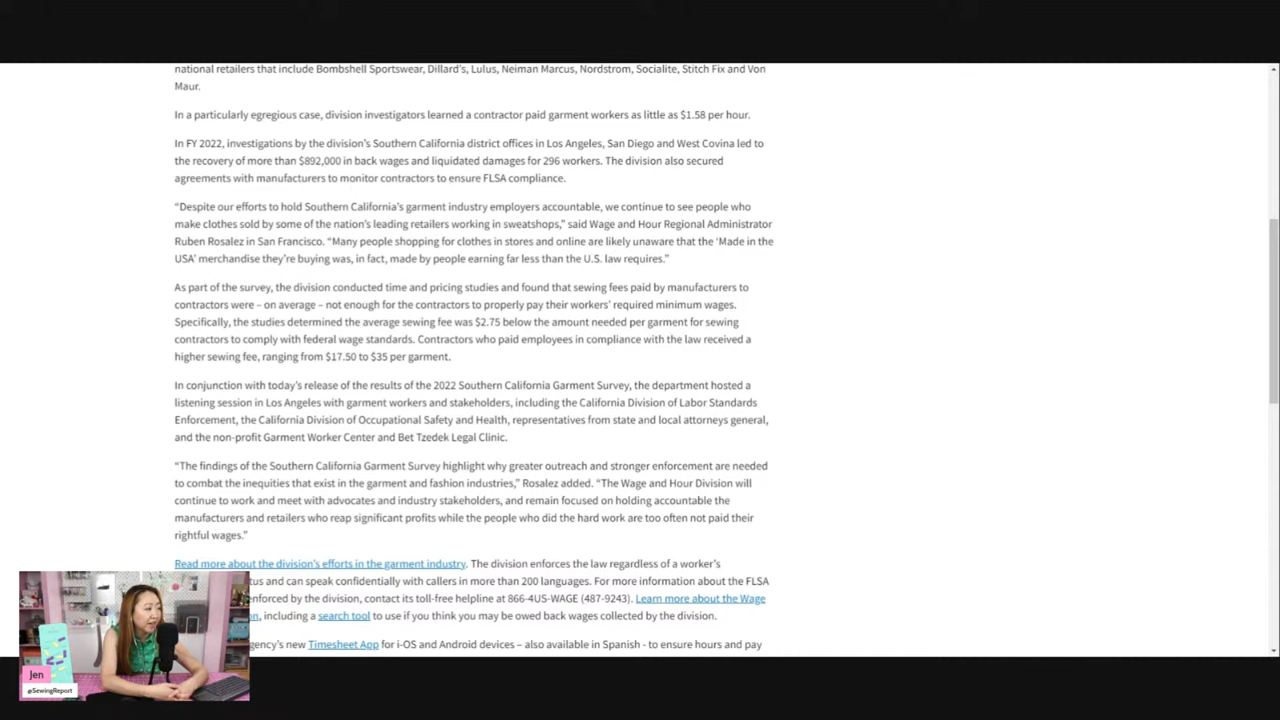 national retailers that include Bombshell Sportswear, Dillard's, Lulus, Neiman Marcus, Nordstrom, Socialite, Stitch Fix and Von
Maur.
In a particularly egregious case, division investigators learned a contractor paid garment workers as little as $1.58 per hour.
In FY 2022, investigations by the division's Southern California district offices in Los Angeles, San Diego and West Covina led to
the recovery of more than $892,000 in back wages and liquidated damages for 296 workers. The division also secured
agreements with manufacturers to monitor contractors to ensure FLSA compliance.
“Despite our efforts to hold Southern California's garment industry employers accountable, we continue to see people who
make clothes sold by some of the nation's leading retailers working in sweatshops,” said Wage and Hour Regional Administrator
Ruben Rosalez in San Francisco. “Many people shopping for clothes in stores and online are likely unaware that the ‘Made in the
USA’ merchandise they're buying was, in fact, made by people earning far less than the U.S. law requires.”
As part of the survey, the division conducted time and pricing studies and found that sewing fees paid by manufacturers to
contractors were – on average – not enough for the contractors to properly pay their workers' required minimum wages.
Specifically, the studies determined the average sewing fee was $2.75 below the amount needed per garment for sewing
contractors to comply with federal wage standards. Contractors who paid employees in compliance with the law received a
higher sewing fee, ranging from $17.50 to $35 per garment.
In conjunction with today's release of the results of the 2022 Southern California Garment Survey, the department hosted a
listening session in Los Angeles with garment workers and stakeholders, including the California Division of Labor Standards
Enforcement, the California Division of Occupational Safety and Health, representatives from state and local attorneys general,
and the non-profit Garment Worker Center and Bet Tzedek Legal Clinic.
“The findings of the Southern California Garment Survey highlight why greater outreach and stronger enforcement are needed
to combat the inequities that exist in the garment and fashion industries,” Rosalez added. “The Wage and Hour Division will
continue to work and meet with advocates and industry stakeholders, and remain focused on holding accountable the
manufacturers and retailers who reap significant profits while the people who did the hard work are too often not paid their
rightful wages.”
Read more about the division's efforts in the garment industry. The division enforces the law regardless of a worker's
and can speak confidentially with callers in more than 200 languages. For more information about the FLSA
enforced by the division, contact its toll-free helpline at 866-4US-WAGE (487-9243). Learn more about the Wage
including a search tool to use if you think you may be owed back wages collected by the division.
new Timesheet App for i-OS and Android devices – also available in Spanish - to ensure hours and pay
Jen
@SewingReport